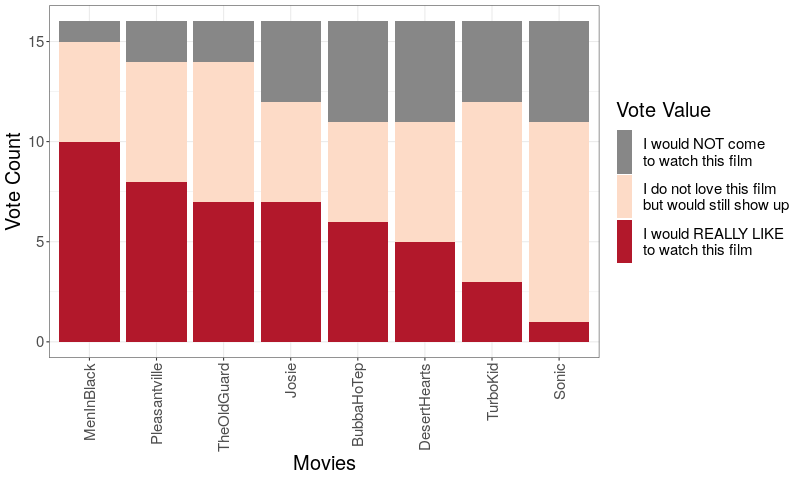 15
10
5
0
Vote Count
MenInBlack
Pleasantville
TheOldGuard
Josie
BubbaHoTep
DesertHearts
TurboKid
Sonic
Movies
Vote Value
I would NOT come
to watch this film
I do not love this film
but would still show up
I would REALLY LIKE
to watch this film